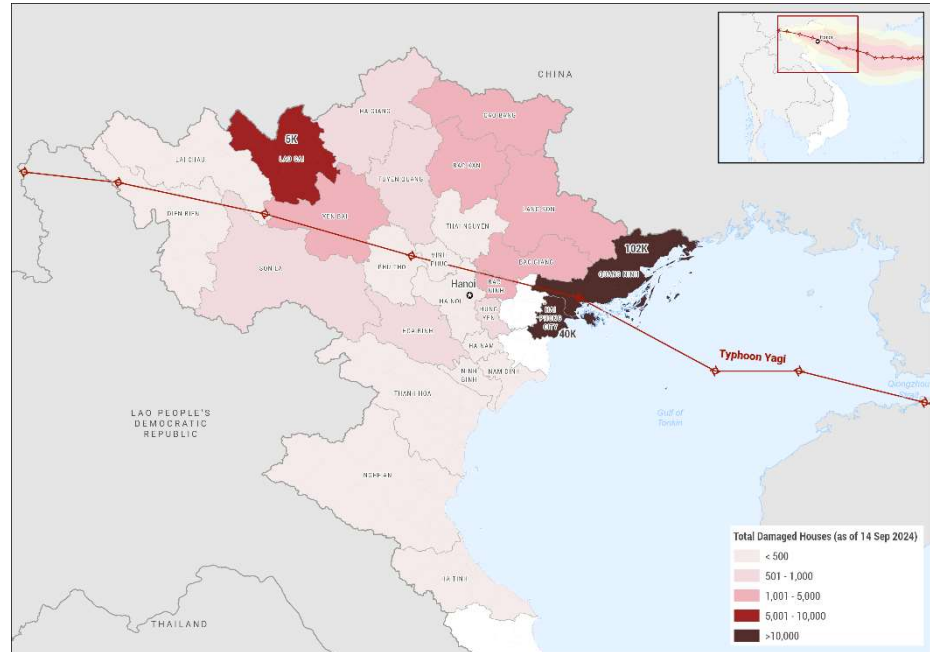 CHINA
HANOI
HA GIANG
CAO BANG
5K
LAO CAI
LAI CHAU
BAC KAN
TUYEN QUANG
LANG SON
DIEN BIEN
YEN BAI
THAI NGUYEN
102K
QUANG NINH
BAC GIANG
VINH
PHUC
PHU THO
SON LA
BAC
NINH
Hanoi
HA NOI
HAI
PHONG
CITY
40K
HUNG
YEN
HOA BINH
HA NAM
Typhoon Yagi
NINH
BINH
NAM DINH
THANH HOA
Qiongzhou
Strait
LAO PEOPLE'S
DEMOCRATIC
REPUBLIC
Gulf of
Tonkin
NGHE AN
HA TINH
THAILAND
Total Damaged Houses (as of 14 Sep 2024)
< 500
501 - 1,000
1,001 - 5,000
5,001 - 10,000
>10,000